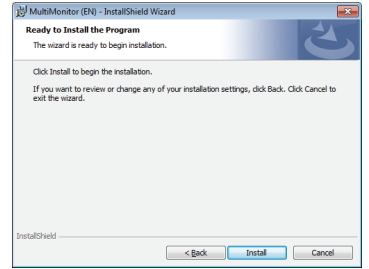 MultiMonitor (EN) - InstallShield Wizard
Ready to Install the Program
The wizard is ready to begin installation.
Click Install to begin the installation.
If you want to review or change any of your installation settings, click Back. Click Cancel to
exit the wizard.
InstallShield
< Back Install Cancel